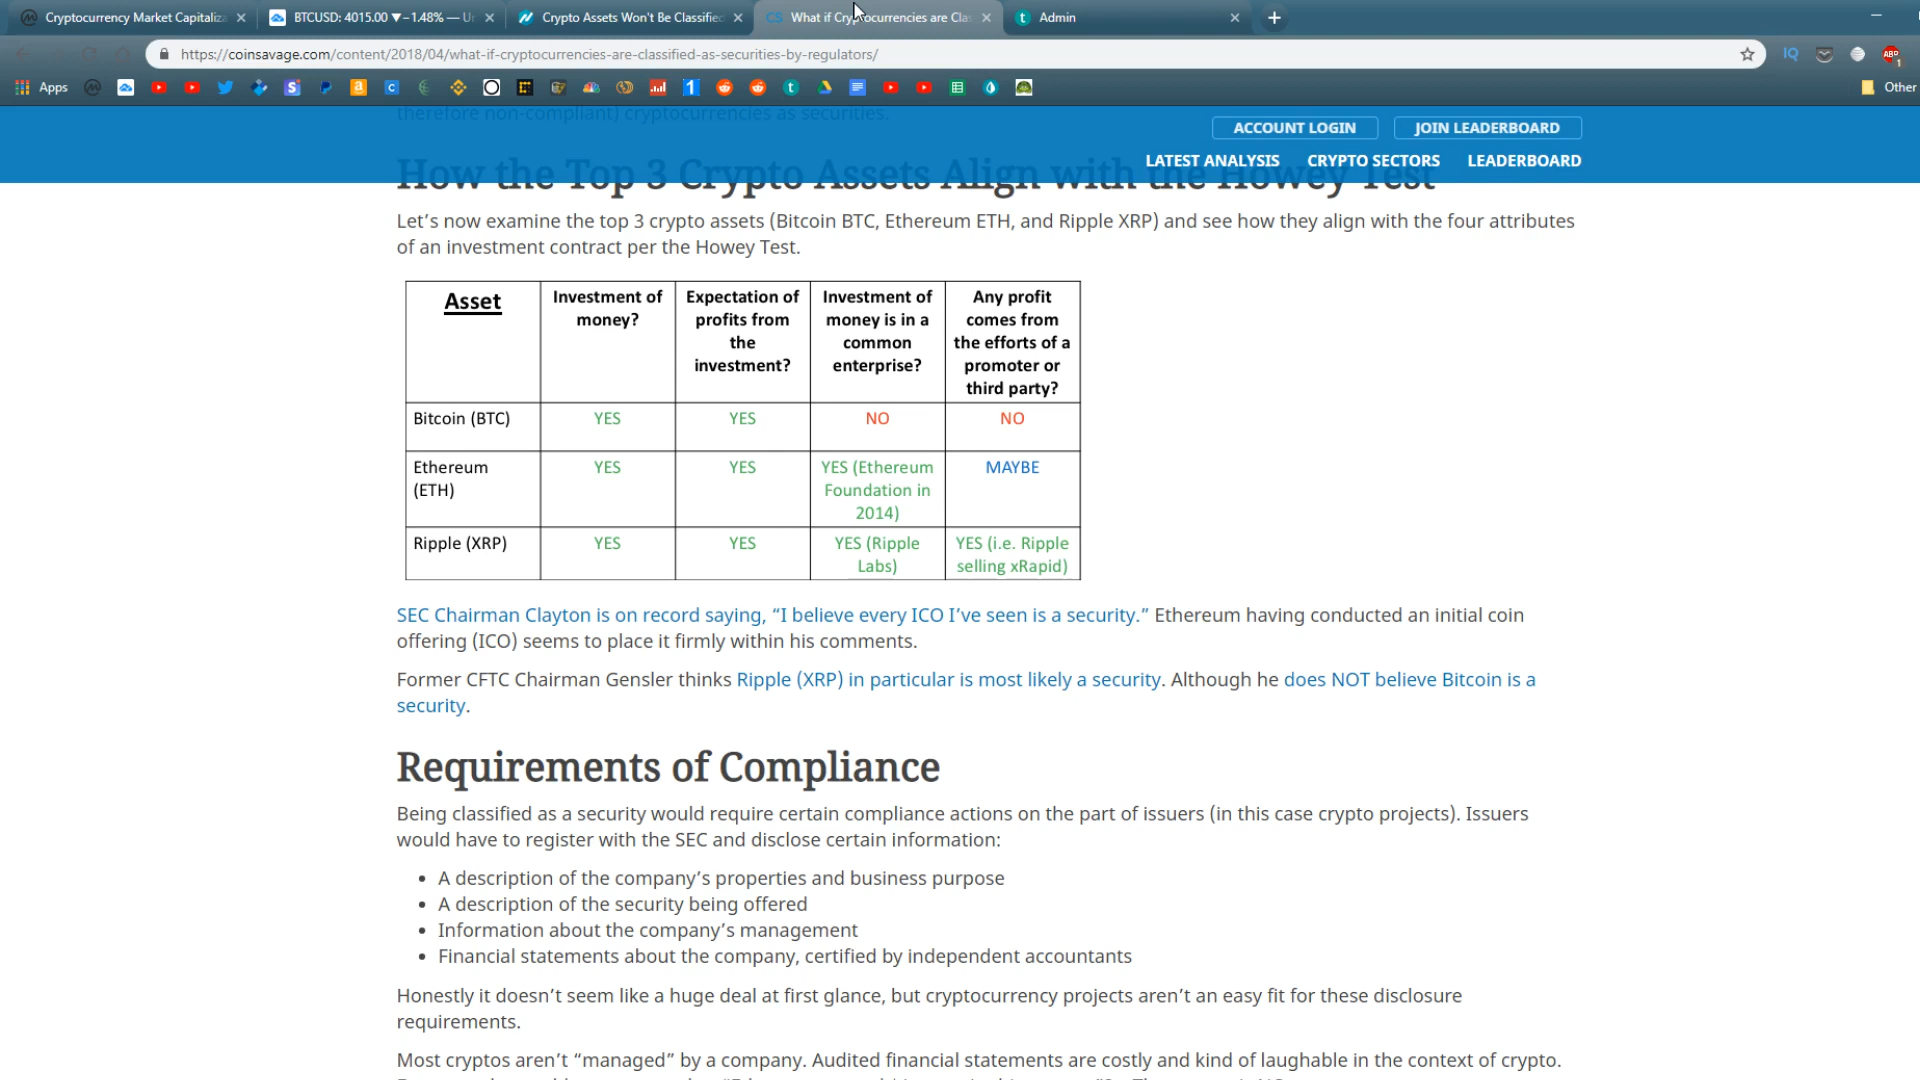 Cryptocurrency Market Capitaliza
BTCUSD: 4015.00 ▼−1.48% — Un
Crypto Assets Won't Be Classified
CS What if Cryptocurrencies are Clas
t Admin
https://coinsavage.com/content/2018/04/what-if-cryptocurrencies-are-classified-as-securities-by-regulators/
IQ
ABP
1
Apps
Other
therefore non-compliant) cryptocurrencies as securities.
ACCOUNT LOGIN
JOIN LEADERBOARD
LATEST ANALYSIS
CRYPTO SECTORS
LEADERBOARD
How the Top 3 Crypto Assets Align with the Howey Test
Let's now examine the top 3 crypto assets (Bitcoin BTC, Ethereum ETH, and Ripple XRP) and see how they align with the four attributes
of an investment contract per the Howey Test.
Asset
Investment of
money?
Expectation of
profits from
the
investment?
Investment of
money is in a
common
enterprise?
Any profit
comes from
the efforts of a
promoter or
third party?
Bitcoin (BTC)
YES
YES
NO
NO
Ethereum
(ETH)
YES
YES
YES (Ethereum
Foundation in
2014)
MAYBE
Ripple (XRP)
YES
YES
YES (Ripple
Labs)
YES (i.e. Ripple
selling xRapid)
SEC Chairman Clayton is on record saying, “I believe every ICO I’ve seen is a security.” Ethereum having conducted an initial coin
offering (ICO) seems to place it firmly within his comments.
Former CFTC Chairman Gensler thinks Ripple (XRP) in particular is most likely a security. Although he does NOT believe Bitcoin is a
security.
Requirements of Compliance
Being classified as a security would require certain compliance actions on the part of issuers (in this case crypto projects). Issuers
would have to register with the SEC and disclose certain information:
• A description of the company’s properties and business purpose
• A description of the security being offered
• Information about the company’s management
• Financial statements about the company, certified by independent accountants
Honestly it doesn’t seem like a huge deal at first glance, but cryptocurrency projects aren’t an easy fit for these disclosure
requirements.
Most cryptos aren’t “managed” by a company. Audited financial statements are costly and kind of laughable in the context of crypto.